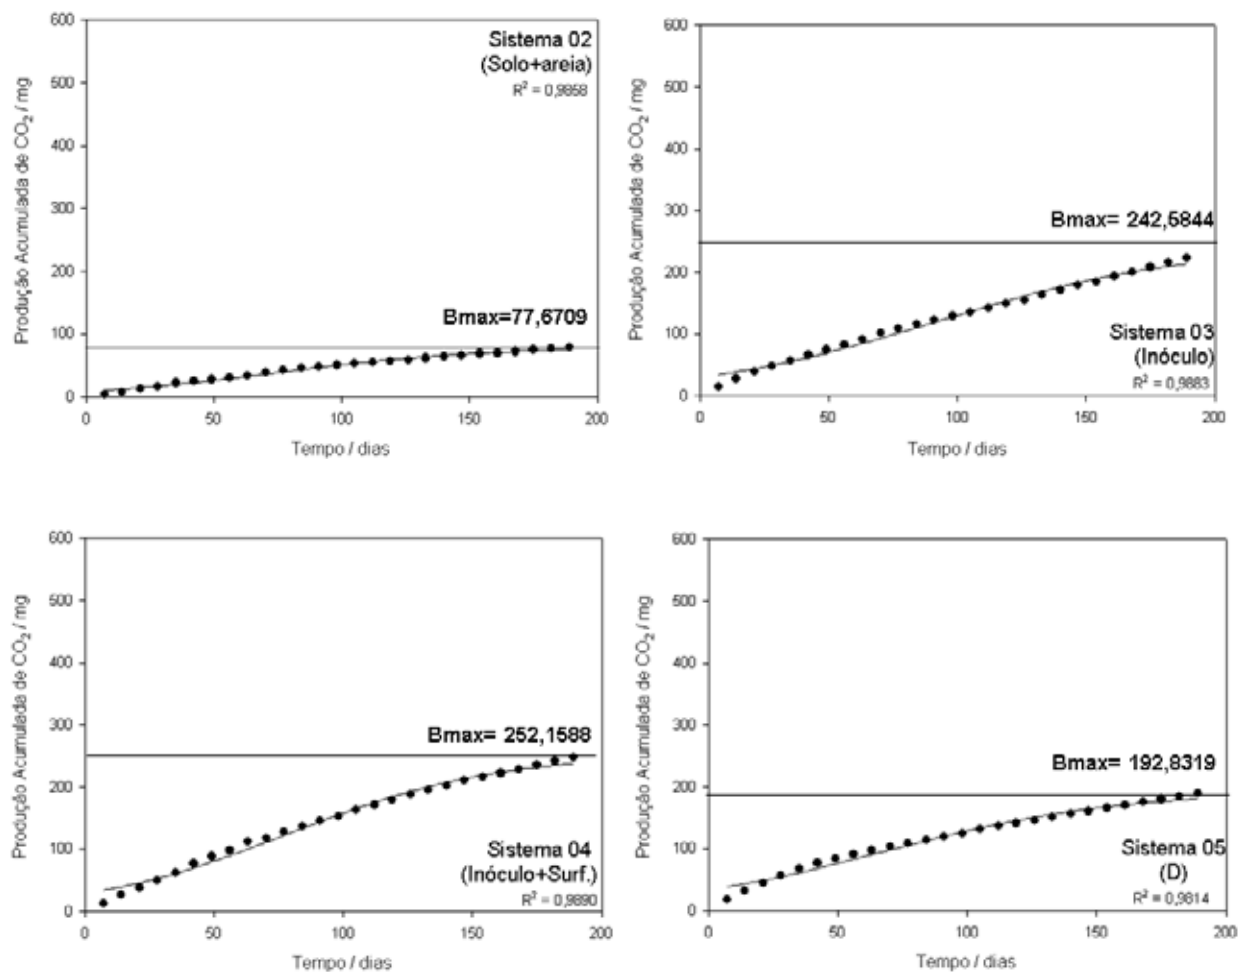 600
500
400
300
200
100
0
Produção Acumulada de CO₂ / mg
Sistema 02
(Solo+areia)
R² = 0,9858
Bmax=77,6709
0 50 100 150 200
Tempo / dias
600
500
400
300
200
100
0
Produção Acumulada de CO₂ / mg
Bmax= 242,5844
Sistema 03
(Inóculo)
R² = 0,9883
0 50 100 150 200
Tempo / dias
600
500
400
300
200
100
0
Produção Acumulada de CO₂ / mg
Bmax= 252,1588
Sistema 04
(Inóculo+Surf.)
R² = 0,9890
0 50 100 150 200
Tempo / dias
600
500
400
300
200
100
0
Produção Acumulada de CO₂ / mg
Bmax= 192,8319
Sistema 05
(D)
R² = 0,9814
0 50 100 150 200
Tempo / dias